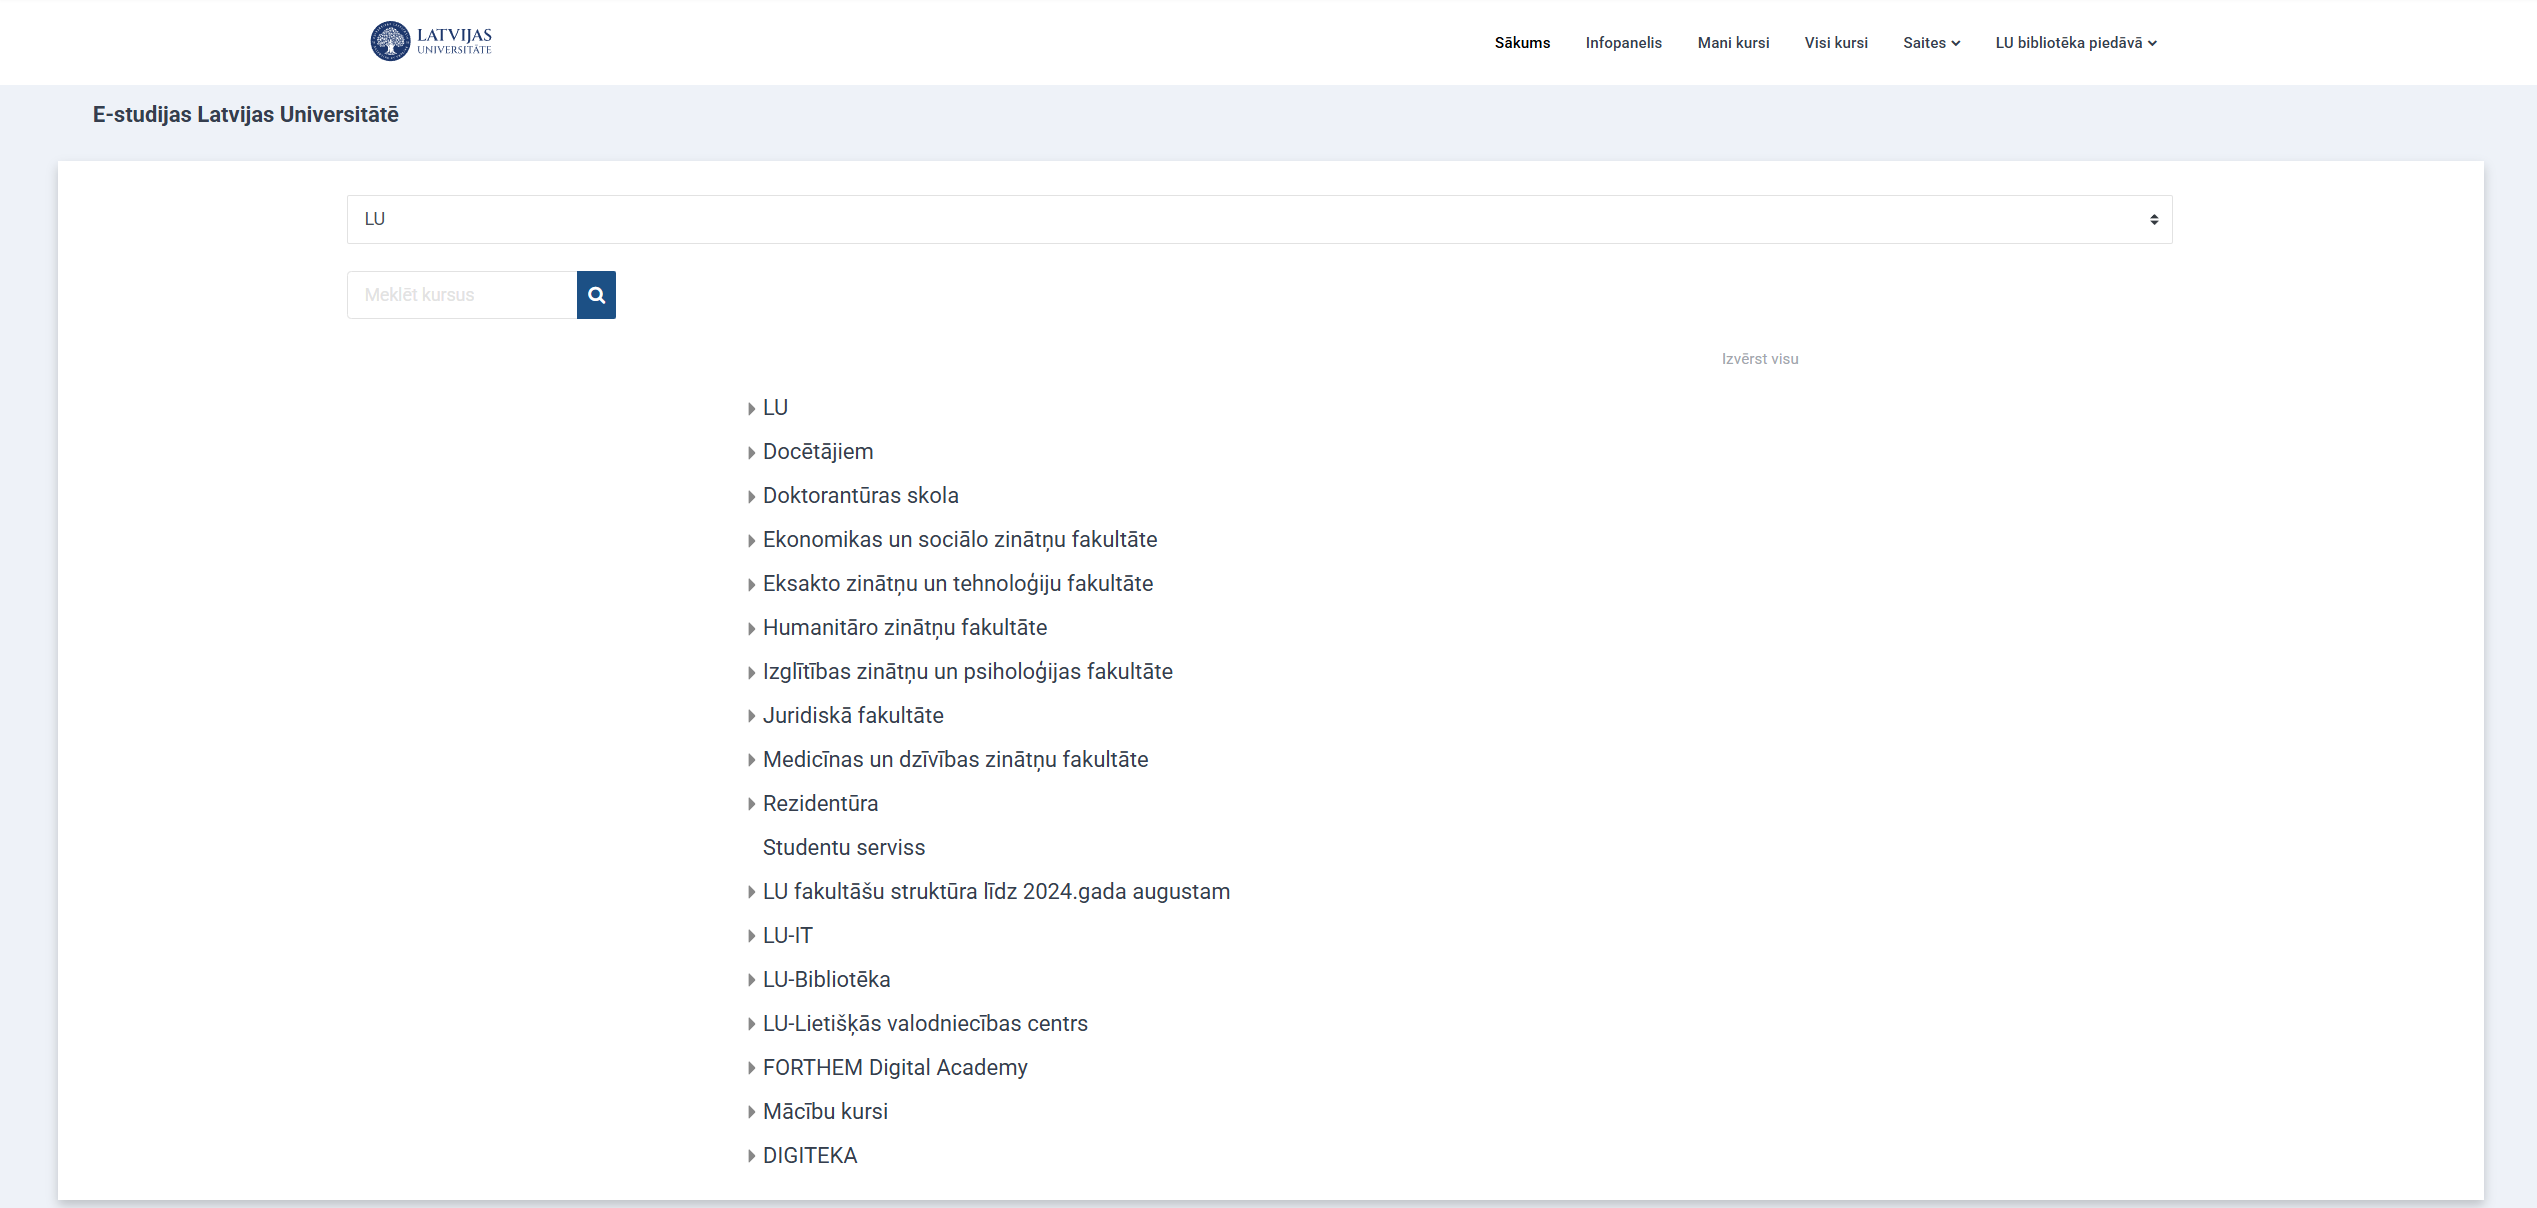 LATVIJAS
UNIVERSITĀTE
Sākums Infopanelis Mani kursi Visi kursi Saites LU bibliotēka piedāvā
E-studijas Latvijas Universitātē
LU
Meklēt kursus
Izvērst visu
LU
Docētājiem
Doktorantūras skola
Ekonomikas un sociālo zinātņu fakultāte
Eksakto zinātņu un tehnoloģiju fakultāte
Humanitāro zinātņu fakultāte
Izglītības zinātņu un psiholoģijas fakultāte
Juridiskā fakultāte
Medicīnas un dzīvības zinātņu fakultāte
Rezidentūra
Studentu serviss
LU fakultāšu struktūra līdz 2024.gada augustam
LU-IT
LU-Bibliotēka
LU-Lietišķās valodniecības centrs
FORTHEM Digital Academy
Mācību kursi
DIGITEKA